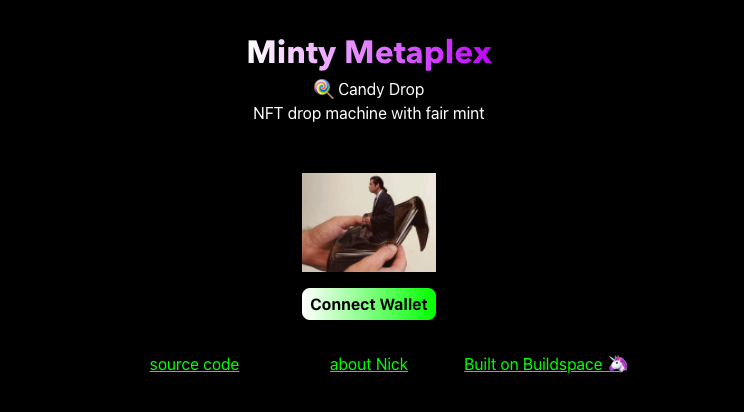 Minty Metaplex
🍭 Candy Drop
NFT drop machine with fair mint
Connect Wallet
source code
about Nick
Built on Buildspace 🦄